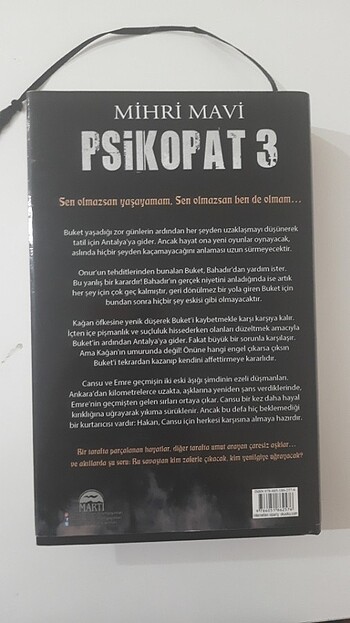 MİHRİ MAVİ
PSİKOPAT 3
Sen olmazsan yaşayamam, Sen olmazsan ben de olmam...
Buket yaşadığı zor günlerin ardından her şeyden uzaklaşmayı düşünerek
tatil için Antalya'ya gider. Ancak hayat ona yeni oyunlar oynayacak,
aslında hiçbir şeyden kaçamayacağını anlaması uzun sürmeyecektir.
Onur'un tehditlerinden bunalan Buket, Bahadır'dan yardım ister.
Bu yanlış bir karardır! Bahadır'ın gerçek niyetini anladığında ise artık
her şey için çok geç kalmıştır, geri dönülmez bir yola giren Buket için
bundan sonra hiçbir şey eskisi gibi olmayacaktır.
Kağan öfkesine yenik düşerek Buket'i kaybetmekle karşı karşıya kalır.
İçten içe pişmanlık ve suçluluk hissederken olanları düzeltmek amacıyla
Buket'in ardından Antalya'ya gider. Fakat büyük bir sorunla karşılaşır.
Ama Kağan'ın umurunda değil! Önüne hangi engel çıkarsa çıksın
Buket'i tekrardan kazanıp kendini affettirmeye kararlıdır.
Cansu ve Emre geçmişin iki eski âşığı şimdinin ezelî düşmanları.
Ankara'dan kilometrelerce uzakta, aşklarına yeniden şans verdiklerinde,
Emre'nin geçmişten gelen sırları ortaya çıkar. Cansu bir kez daha hayal
kırıklığına uğrayarak yıkıma sürüklenir. Ancak bu defa hiç beklemediği
bir kurtarıcısı vardır: Hakan, Cansu için herkesi karşısına almaya hazırdır.
Bir tarafta parçalanan hayatlar, diğer tarafta umut arayan çaresiz aşklar...
ve akıllarda şu soru: Bu savaştan kim zaferle çıkacak, kim yenilgiye uğrayacak?
MARTI